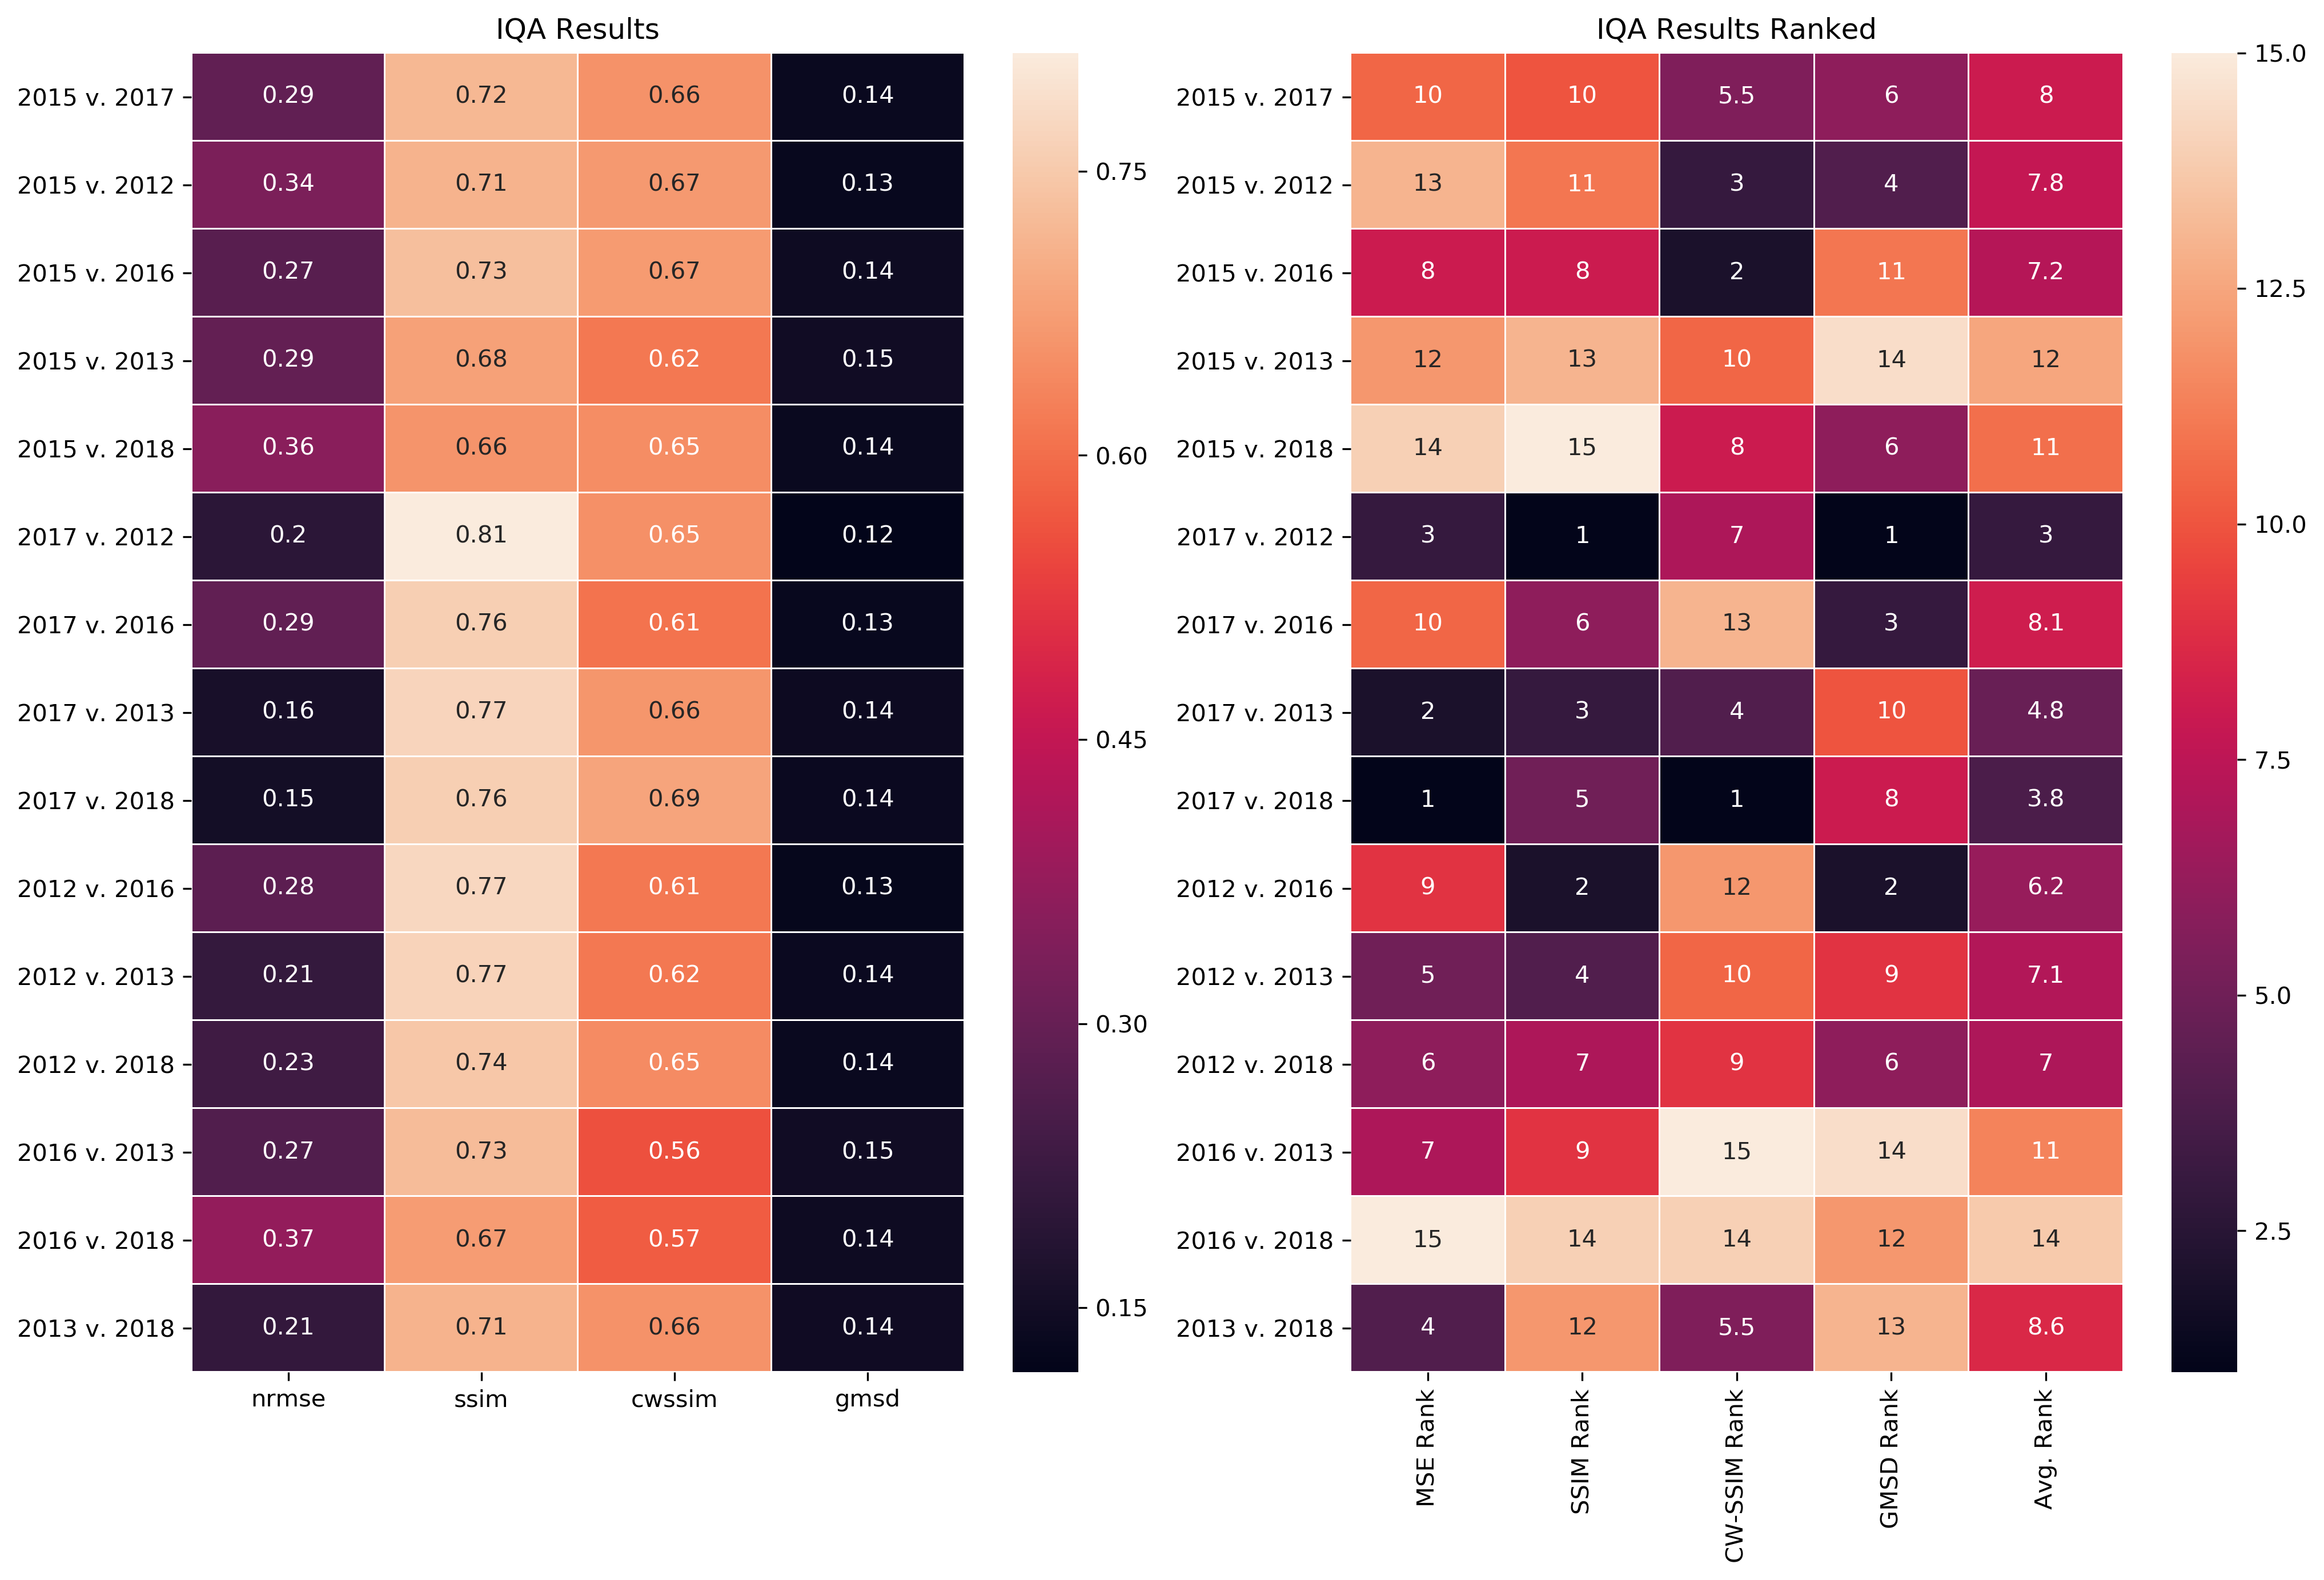 IQA Results
2015 v. 2017 0.29 0.72 0.66 0.14
2015 v. 2012 0.34 0.71 0.67 0.13
2015 v. 2016 0.27 0.73 0.67 0.14
2015 v. 2013 0.29 0.68 0.62 0.15
2015 v. 2018 0.36 0.66 0.65 0.14
2017 v. 2012 0.2 0.81 0.65 0.12
2017 v. 2016 0.29 0.76 0.61 0.13
2017 v. 2013 0.16 0.77 0.66 0.14
2017 v. 2018 0.15 0.76 0.69 0.14
2012 v. 2016 0.28 0.77 0.61 0.13
2012 v. 2013 0.21 0.77 0.62 0.14
2012 v. 2018 0.23 0.74 0.65 0.14
2016 v. 2013 0.27 0.73 0.56 0.15
2016 v. 2018 0.37 0.67 0.57 0.14
2013 v. 2018 0.21 0.71 0.66 0.14
nrmse ssim cwssim gmsd
0.75
0.60
0.45
0.30
0.15
IQA Results Ranked
2015 v. 2017 10 10 5.5 6 8
2015 v. 2012 13 11 3 4 7.8
2015 v. 2016 8 8 2 11 7.2
2015 v. 2013 12 13 10 14 12
2015 v. 2018 14 15 8 6 11
2017 v. 2012 3 1 7 1 3
2017 v. 2016 10 6 13 3 8.1
2017 v. 2013 2 3 4 10 4.8
2017 v. 2018 1 5 1 8 3.8
2012 v. 2016 9 2 12 2 6.2
2012 v. 2013 5 4 10 9 7.1
2012 v. 2018 6 7 9 6 7
2016 v. 2013 7 9 15 14 11
2016 v. 2018 15 14 14 12 14
2013 v. 2018 4 12 5.5 13 8.6
MSE Rank
SSIM Rank
CW-SSIM Rank
GMSD Rank
Avg. Rank
15.0
12.5
10.0
7.5
5.0
2.5